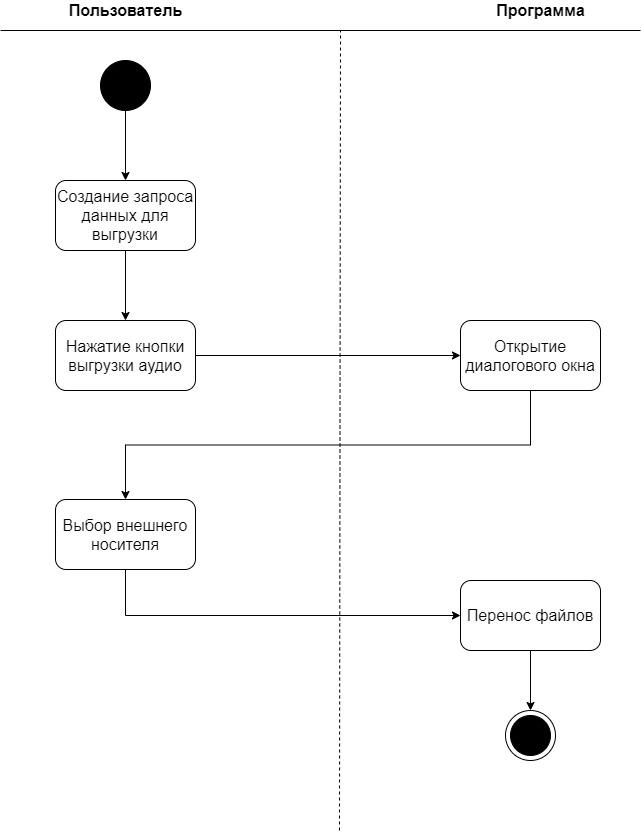 Пользователь
Программа
Создание запроса
данных для
выгрузки
Нажатие кнопки
выгрузки аудио
Открытие
диалогового окна
Выбор внешнего
носителя
Перенос файлов